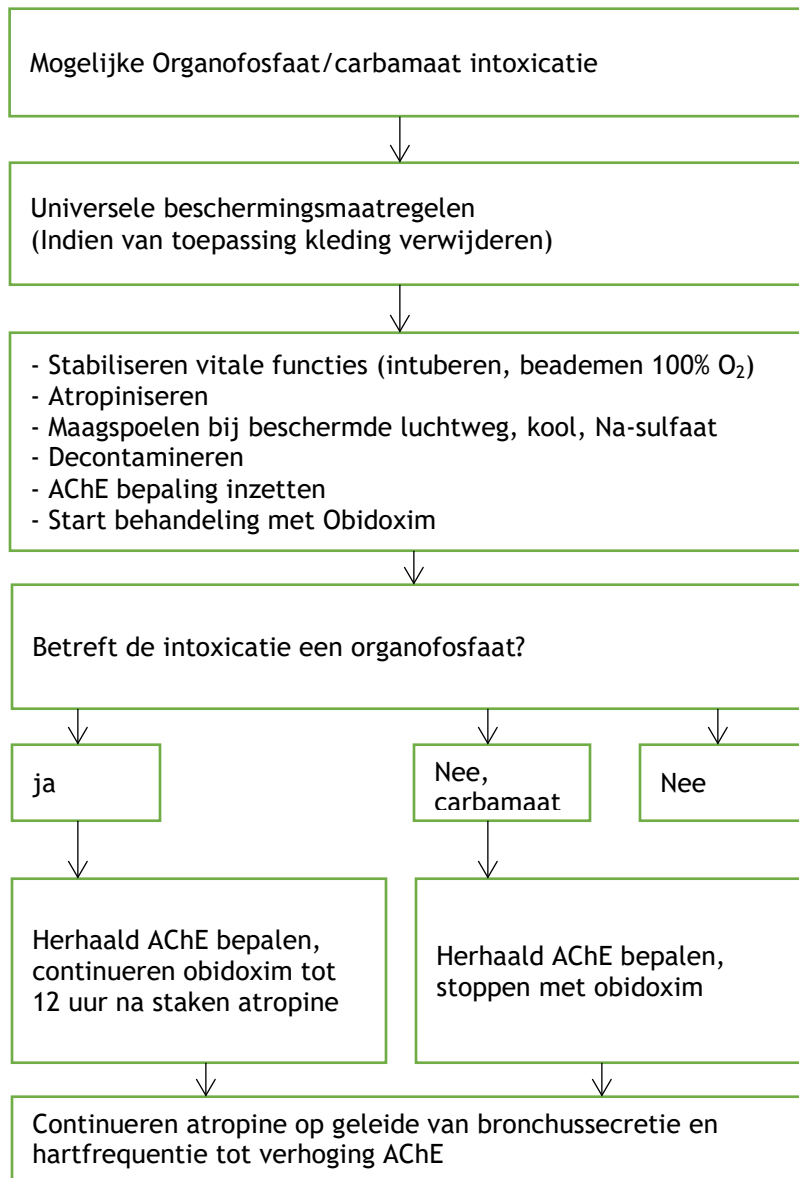 Mogelijke Organofosfaat/carbamaat intoxicatie
Universele beschermingsmaatregelen
(Indien van toepassing kleding verwijderen)
- Stabiliseren vitale functies (intuberen, beademen 100% O₂)
- Atropiniseren
- Maagspoelen bij beschermde luchtweg, kool, Na-sulfaat
- Decontamineren
- AChE bepaling inzetten
- Start behandeling met Obidoxim
Betreft de intoxicatie een organofosfaat?
ja
Nee,
carbamaat
Nee
Herhaald AChE bepalen,
continueren obidoxim tot
12 uur na staken atropine
Herhaald AChE bepalen,
stoppen met obidoxim
Continueren atropine op geleide van bronchussecretie en
hartfrequentie tot verhoging AChE